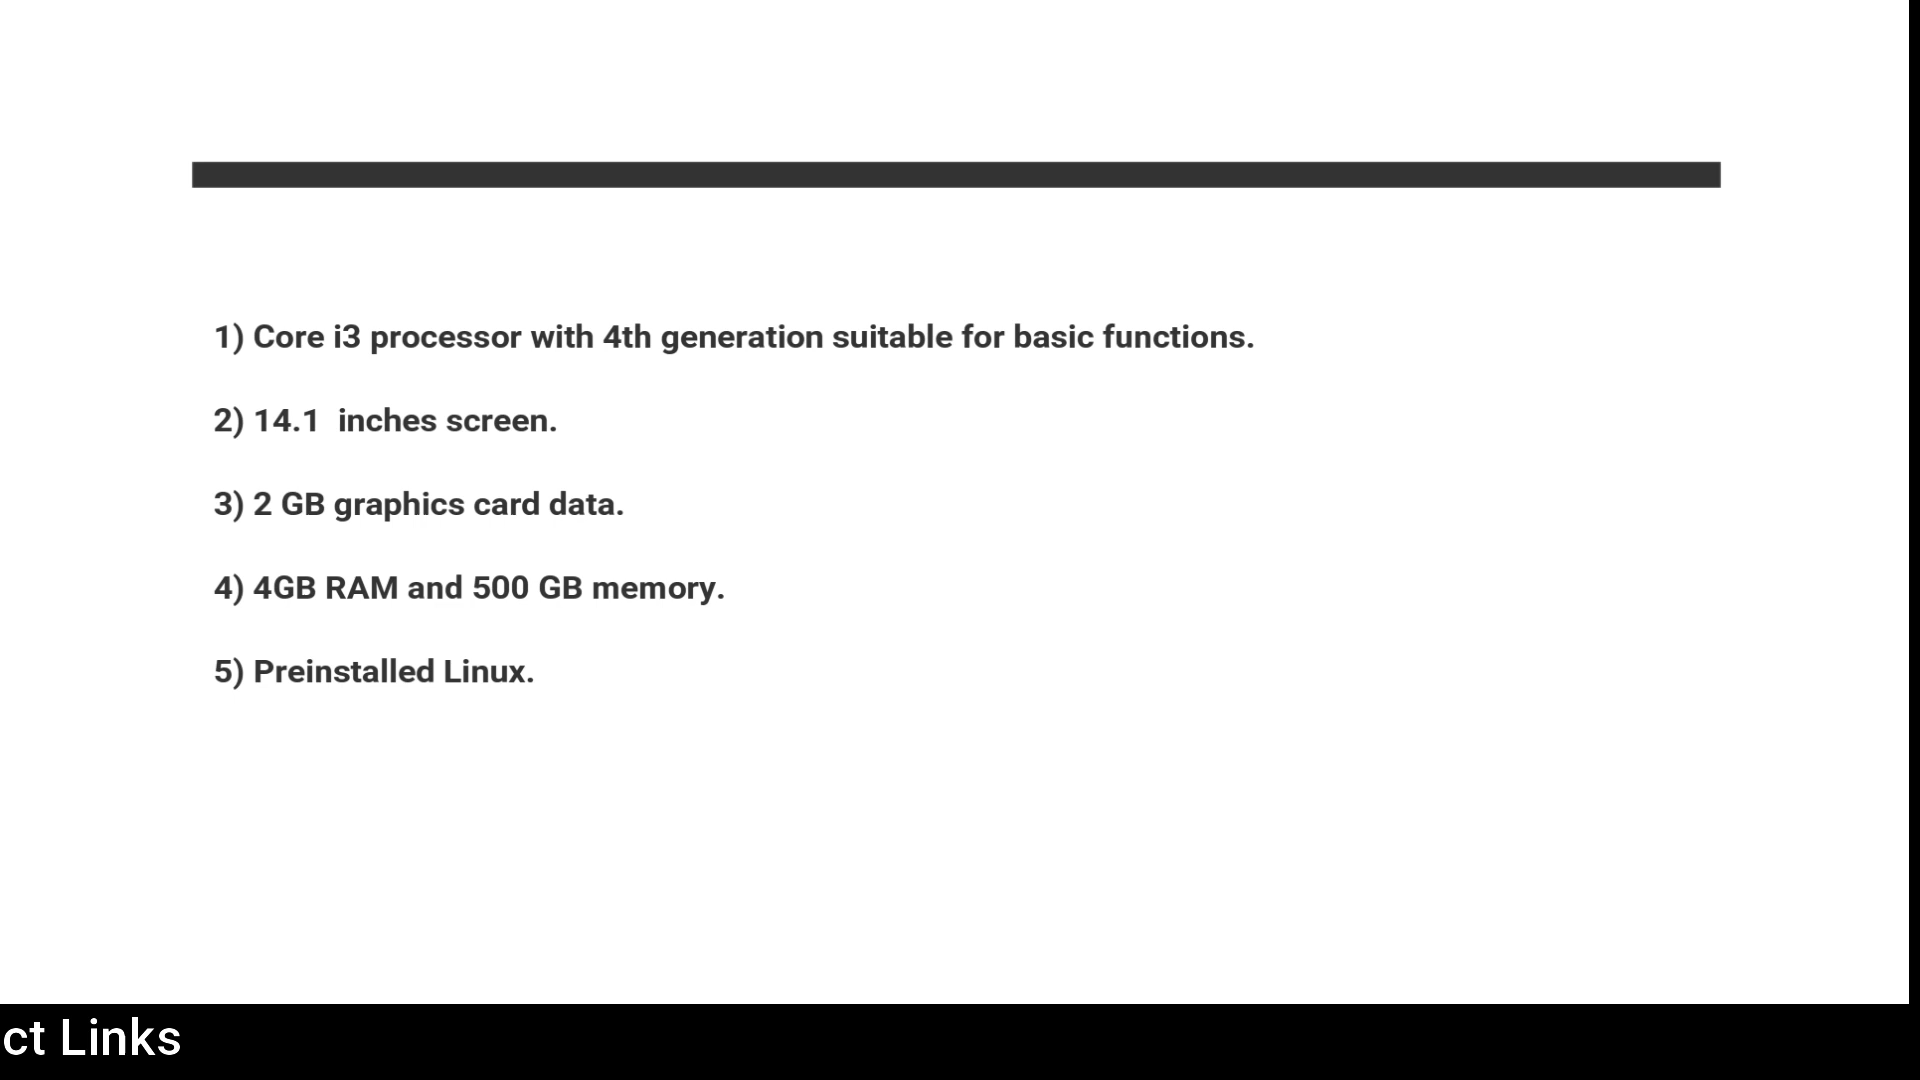 1) Core i3 processor with 4th generation suitable for basic functions.
2) 14.1  inches screen.
3) 2 GB graphics card data.
4) 4GB RAM and 500 GB memory.
5) Preinstalled Linux.
ct Links